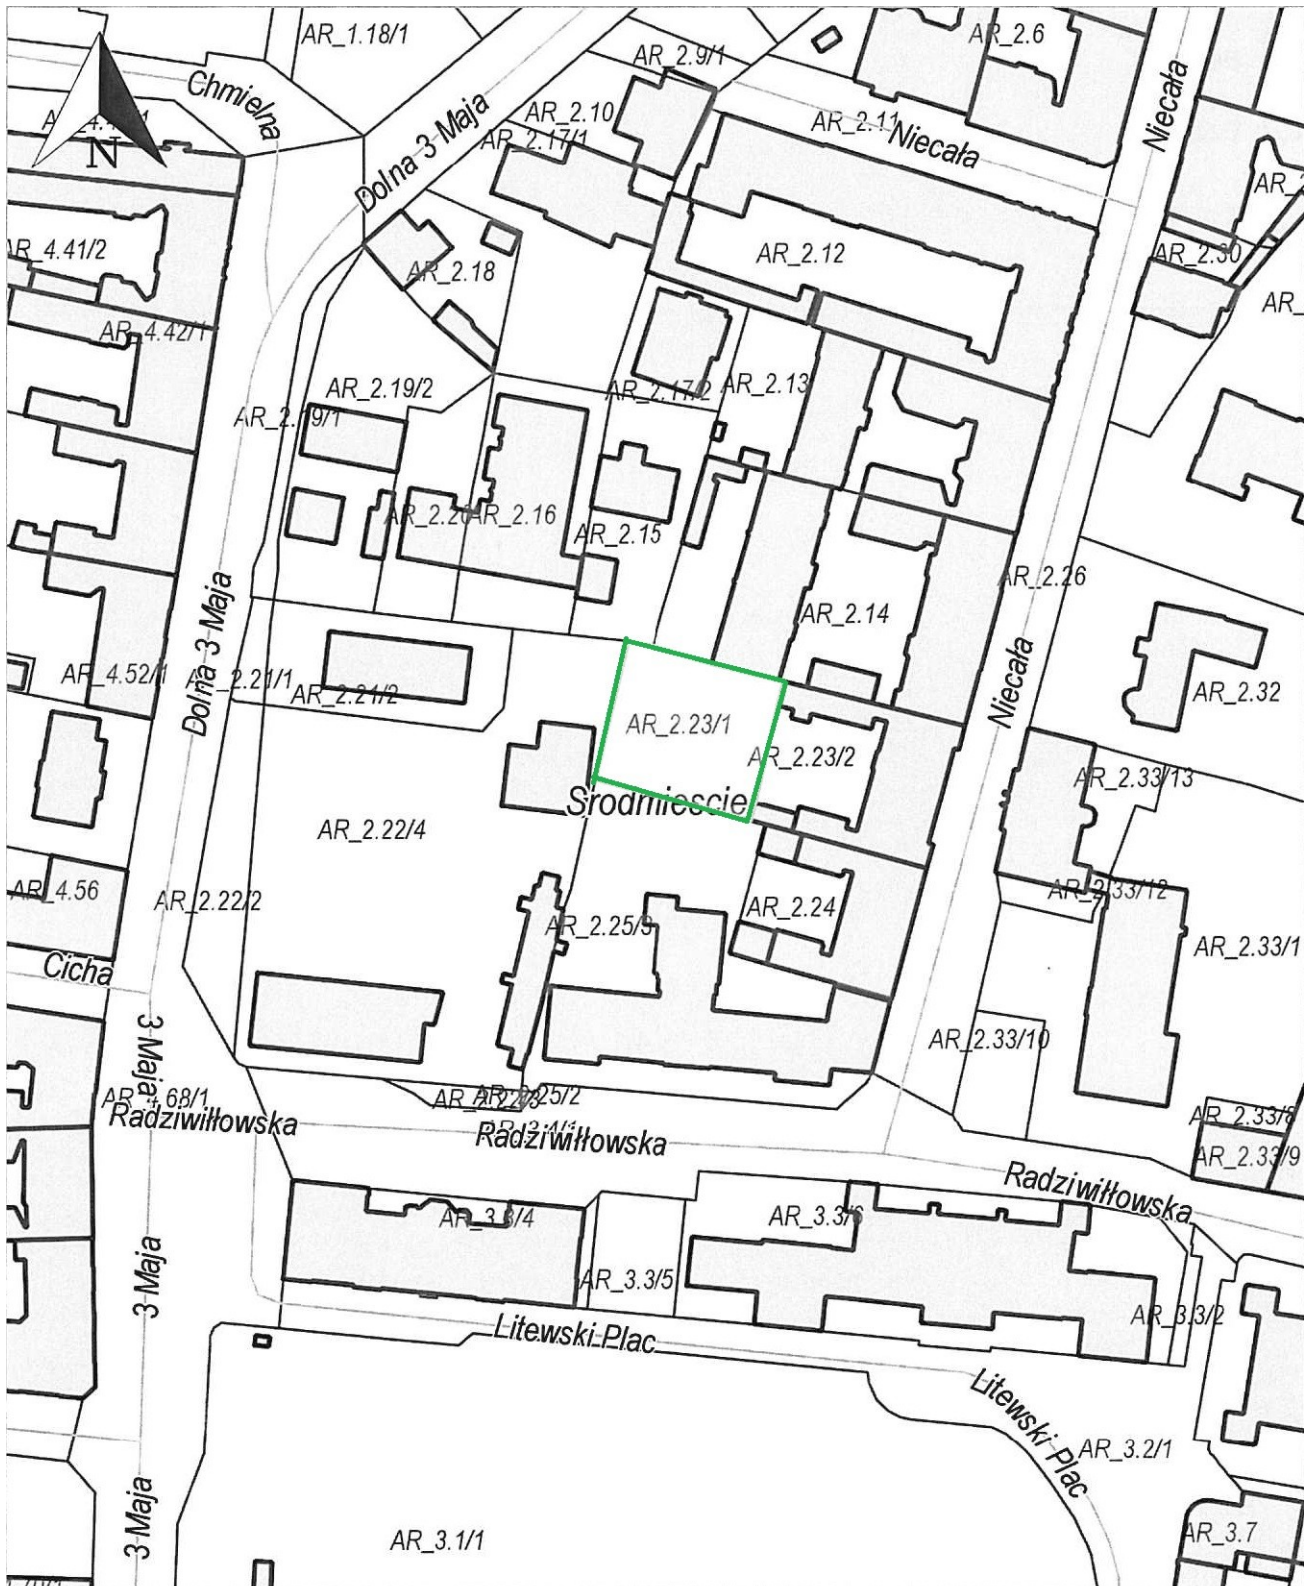 AR_1.18/1
AR_2.6
AR_2.9/1
Chmielna
Niecała
AR_2.10
Dolna 3 Maja
AR_2.11
AR_2.17/1
Niecała
N
AR_4.41/2
AR_2.12
AR_2.30
AR_2.18
AR_4.42/1
AR_2.19/2
AR_2.17/2
AR_2.13
AR_2.19/1
AR_2.16
AR_2.15
AR_2.26
AR_2.14
Dolna 3 Maja
AR_4.52/1
AR_2.21/1
AR_2.21/2
Niecała
AR_2.32
AR_2.23/1
AR_2.23/2
AR_2.33/13
Śródmieście
AR_2.22/4
AR_4.56
AR_2.33/12
AR_2.22/2
AR_2.24
AR_2.25/3
AR_2.33/1
Cicha
AR_2.33/10
3 Maja
AR_4.68/1
AR_2.25/2
Radziwiłłowska
Radziwiłłowska
AR_2.33/8
AR_2.33/9
Radziwiłłowska
AR_3.3/4
AR_3.3/6
3 Maja
AR_3.3/5
AR_3.3/2
Litewski Plac
Litewski Plac
AR_3.2/1
3 Maja
AR_3.1/1
AR_3.7